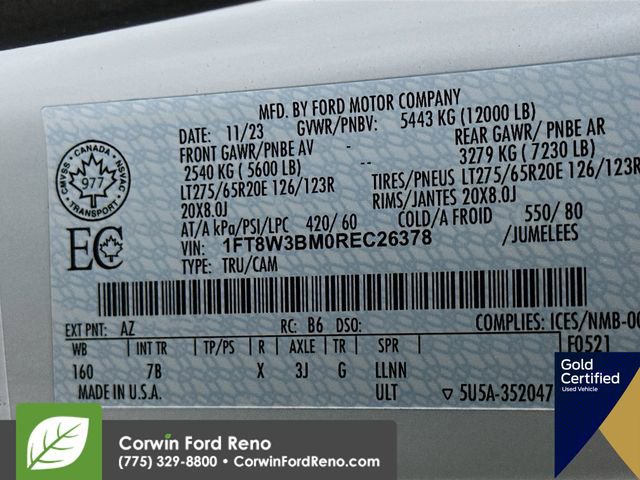 MFD. BY FORD MOTOR COMPANY
DATE: 11/23 GVWR/PNBV: 5443 KG (12000 LB)
FRONT GAWR/PNBE AV - REAR GAWR/ PNBE AR
2540 KG ( 5600 LB) -- 3279 KG ( 7230 LB)
LT275/65R20E 126/123R TIRES/PNEUS LT275/65R20E 126/123R
20X8.0J RIMS/JANTES 20X8.0J
AT/A kPa/PSI/LPC 420/ 60 COLD/A FROID 550/ 80
VIN: 1FT8W3BM0REC26378 /JUMELEES
TYPE: TRU/CAM
CANADA
CMVSS NSVAC
977
TRANSPORT
EC
EXT PNT: AZ RC: B6 DSO: COMPLIES: ICES/NMB-00
F0521
WB INT TR TP/PS R AXLE TR SPR
160 7B X 3J G LLNN
MADE IN U.S.A. ULT ▽ 5U5A-352047
Gold
Certified
Used Vehicle
Corwin Ford Reno
(775) 329-8800 • CorwinFordReno.com